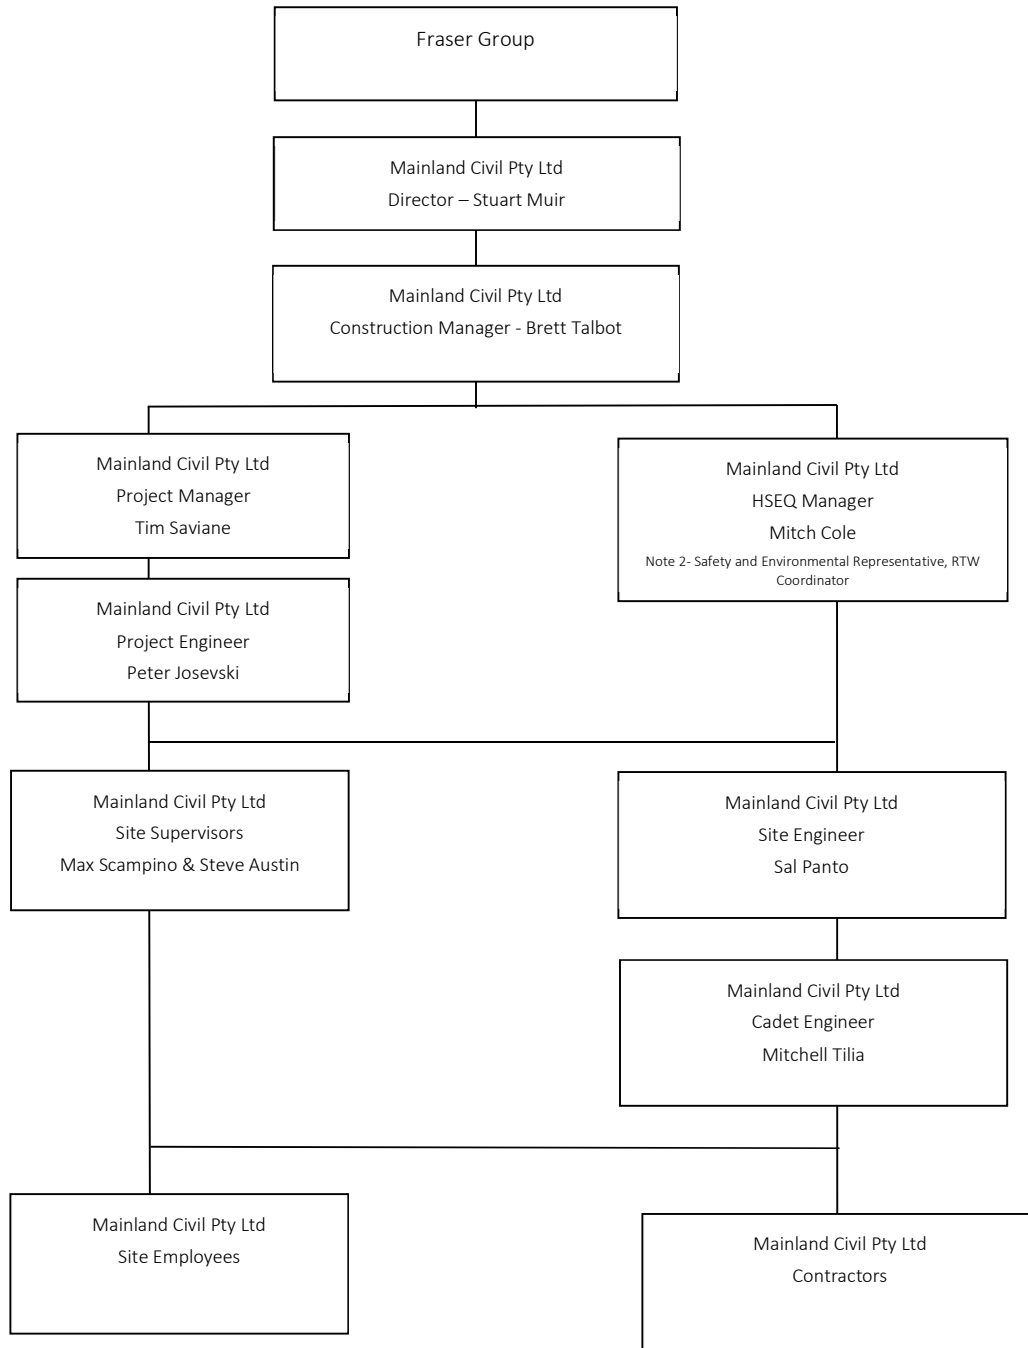 Fraser Group
Mainland Civil Pty Ltd
Director – Stuart Muir
Mainland Civil Pty Ltd
Construction Manager - Brett Talbot
Mainland Civil Pty Ltd
Project Manager
Tim Saviane
Mainland Civil Pty Ltd
HSEQ Manager
Mitch Cole
Note 2- Safety and Environmental Representative, RTW
Coordinator
Mainland Civil Pty Ltd
Project Engineer
Peter Josevski
Mainland Civil Pty Ltd
Site Supervisors
Max Scampino & Steve Austin
Mainland Civil Pty Ltd
Site Engineer
Sal Panto
Mainland Civil Pty Ltd
Cadet Engineer
Mitchell Tilia
Mainland Civil Pty Ltd
Site Employees
Mainland Civil Pty Ltd
Contractors